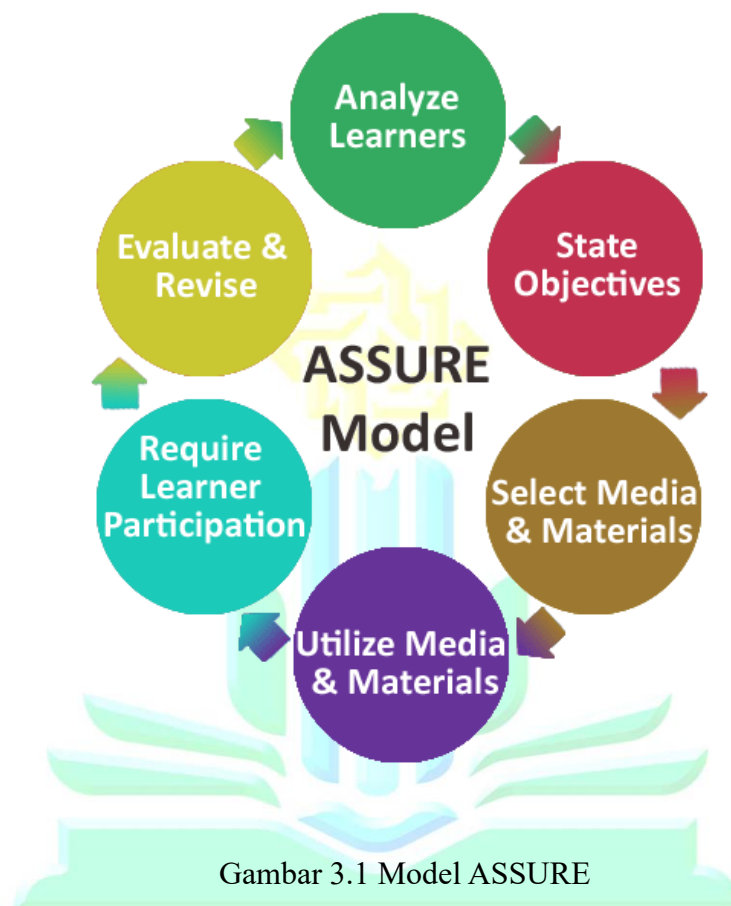 Analyze
Learners
State
Objectives
Select Media
& Materials
Utilize Media
& Materials
Require
Learner
Participation
Evaluate &
Revise
ASSURE
Model
Gambar 3.1 Model ASSURE